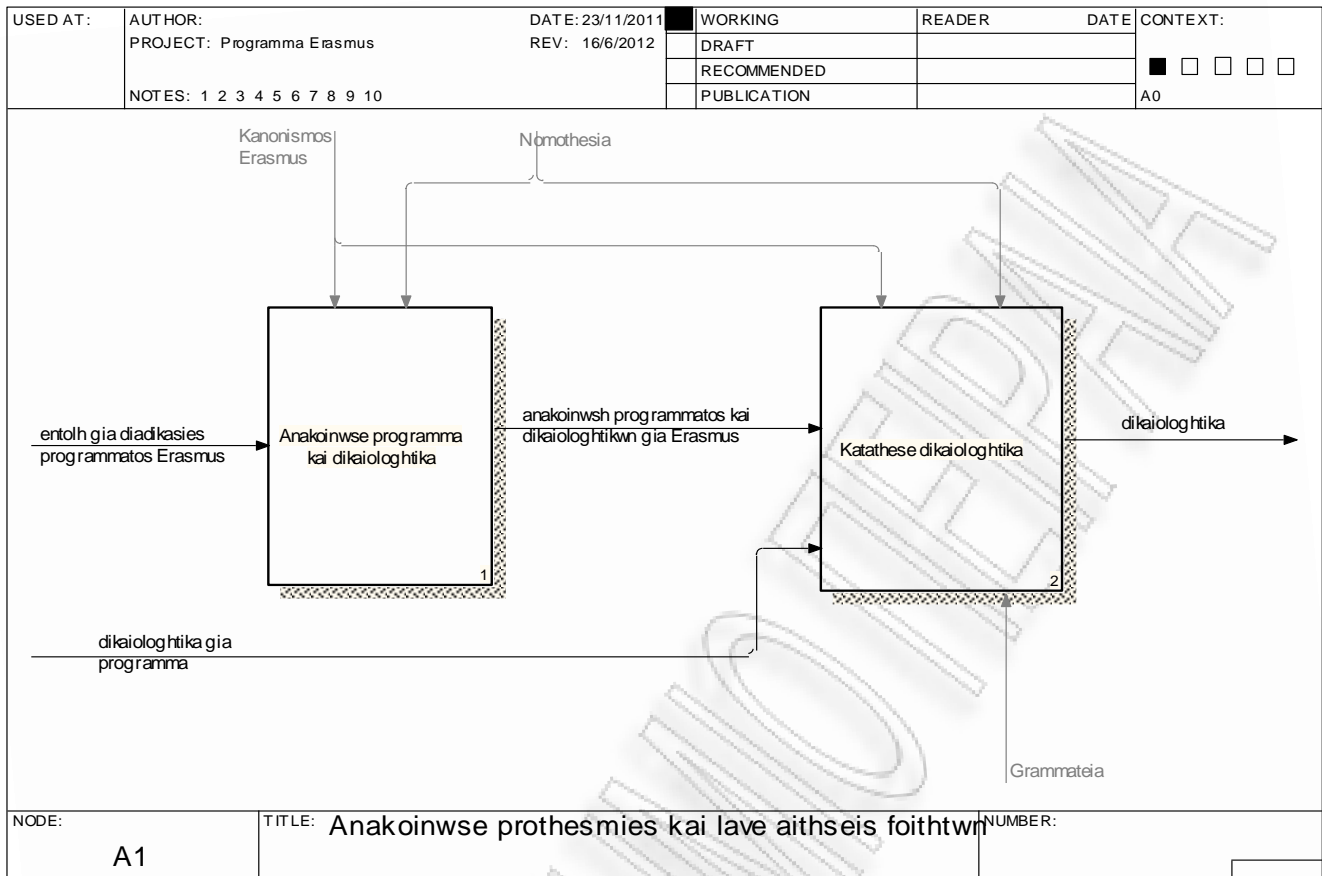 USED AT:
AUTHOR:
DATE: 23/11/2011
WORKING
READER
DATE
CONTEXT:
PROJECT: Programma Erasmus
REV: 16/6/2012
DRAFT
RECOMMENDED
NOTES: 1 2 3 4 5 6 7 8 9 10
PUBLICATION
A0
Kanonismos
Erasmus
Nomothesia
entolh gia diadikasies
programmatos Erasmus
Anakoinwse programma
kai dikaiologhtika
1
anakoinwsh programmatos kai
dikaiologhtikwn gia Erasmus
Katathese dikaiologhtika
2
dikaiologhtika
dikaiologhtika gia
programma
Grammateia
NODE:
A1
TITLE: Anakoinwse prothesmies kai lave aithseis foithtwn
NUMBER: